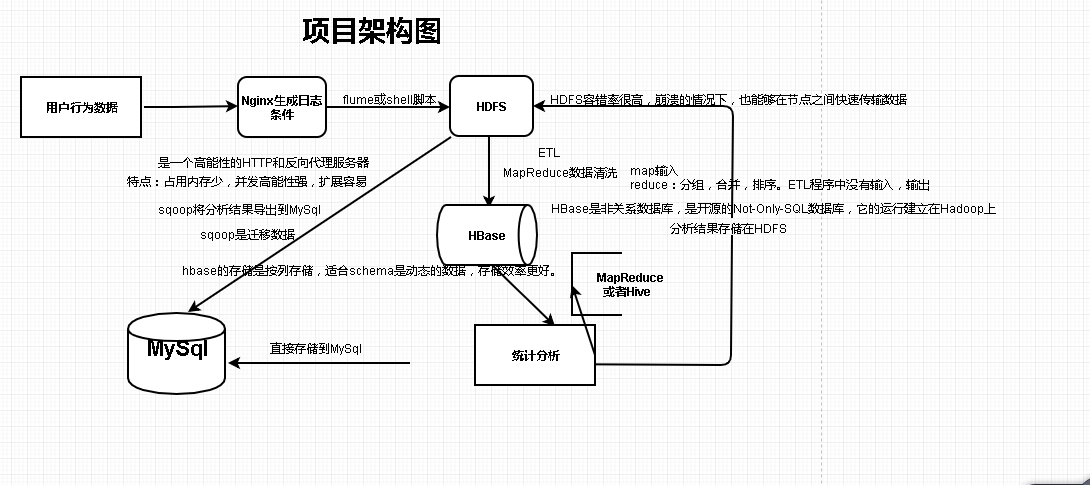 项目架构图
用户行为数据
Nginx生成日志
条件
flume或shell脚本
HDFS
HDFS容错率很高，崩溃的情况下，也能够在节点之间快速传输数据
是一个高能性的HTTP和反向代理服务器
特点：占用内存少，并发高能性强，扩展容易
ETL
MapReduce数据清洗
map输入
reduce：分组，合并，排序。ETL程序中没有输入，输出
sqoop将分析结果导出到MySql
sqoop是迁移数据
HBase
HBase是非关系数据库，是开源的Not-Only-SQL数据库，它的运行建立在Hadoop上
分析结果存储在HDFS
hbase的存储是按列存储，适合schema是动态的数据，存储效率更好。
MapReduce
或者Hive
MySql
直接存储到MySql
统计分析